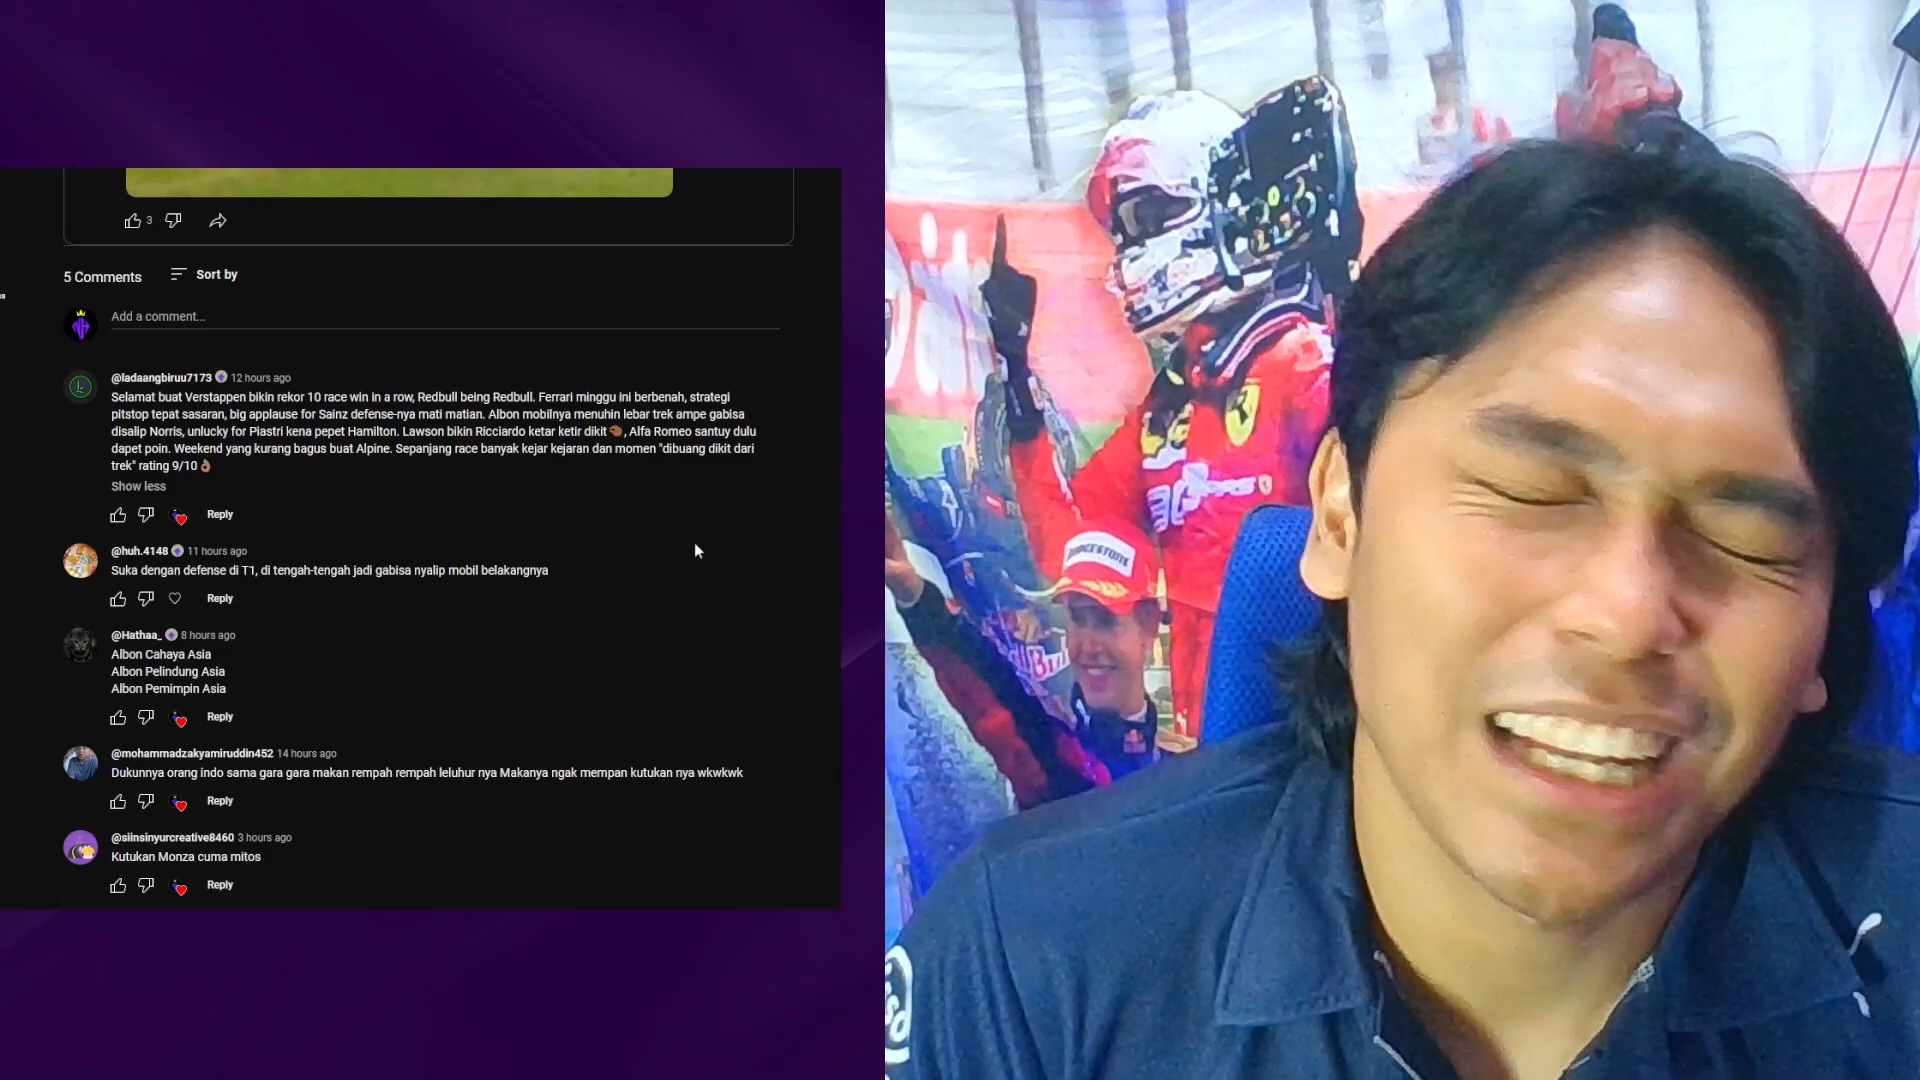 3
5 Comments
Sort by
Add a comment...
@ladaangbiruu7173 12 hours ago
Selamat buat Verstappen bikin rekor 10 race win in a row, Redbull being Redbull. Ferrari minggu ini berbenah, strategi
pitstop tepat sasaran, big applause for Sainz defense-nya mati matian. Albon mobilnya menuhin lebar trek ampe gabisa
disalip Norris, unlucky for Piastri kena pepet Hamilton. Lawson bikin Ricciardo ketar ketir dikit🤏🏾, Alfa Romeo santuy dulu
dapet poin. Weekend yang kurang bagus buat Alpine. Sepanjang race banyak kejar kejaran dan momen "dibuang dikit dari
trek" rating 9/10👌🏾
Show less
Reply
@huh.4148 11 hours ago
Suka dengan defense di T1, di tengah-tengah jadi gabisa nyalip mobil belakangnya
Reply
@Hathaa_ 8 hours ago
Albon Cahaya Asia
Albon Pelindung Asia
Albon Pemimpin Asia
Reply
@mohammadzakyamiruddin452 14 hours ago
Dukunnya orang indo sama gara gara makan rempah rempah leluhur nya Makanya ngak mempan kutukan nya wkwkwk
Reply
@siinsinyurcreative8460 3 hours ago
Kutukan Monza cuma mitos
Reply
BRIDGESTONE